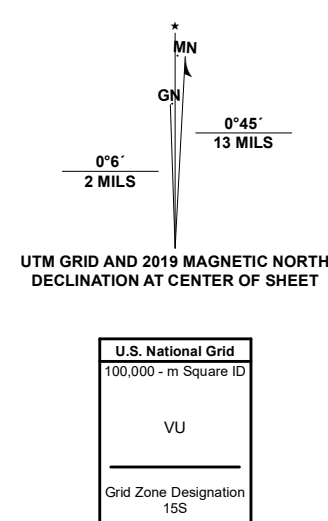 ★
MN
GN
0°45´
13 MILS
0°6´
2 MILS
UTM GRID AND 2019 MAGNETIC NORTH
DECLINATION AT CENTER OF SHEET
U.S. National Grid
100,000 - m Square ID
VU
Grid Zone Designation
15S